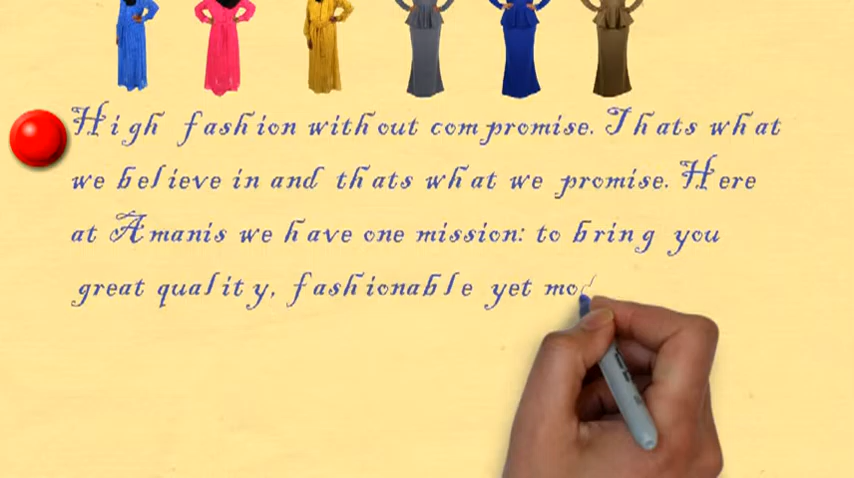 High fashion without compromise. Thats what
we believe in and thats what we promise. Here
at Amanis we have one mission: to bring you
great quality, fashionable yet mo